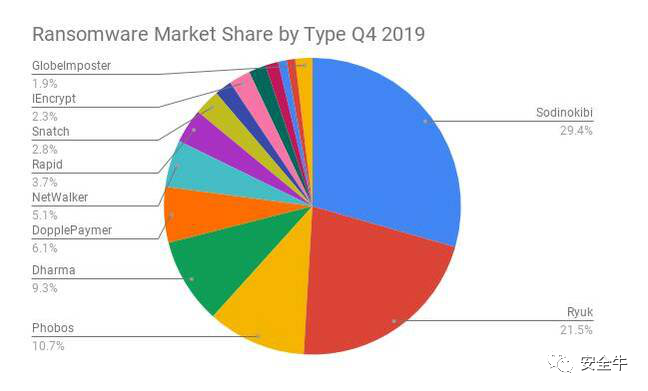 Ransomware Market Share by Type Q4 2019
GlobeImposter
1.9%
IEncrypt
2.3%
Snatch
2.8%
Rapid
3.7%
NetWalker
5.1%
DopplePaymer
6.1%
Dharma
9.3%
Phobos
10.7%
Sodinokibi
29.4%
Ryuk
21.5%
安全牛